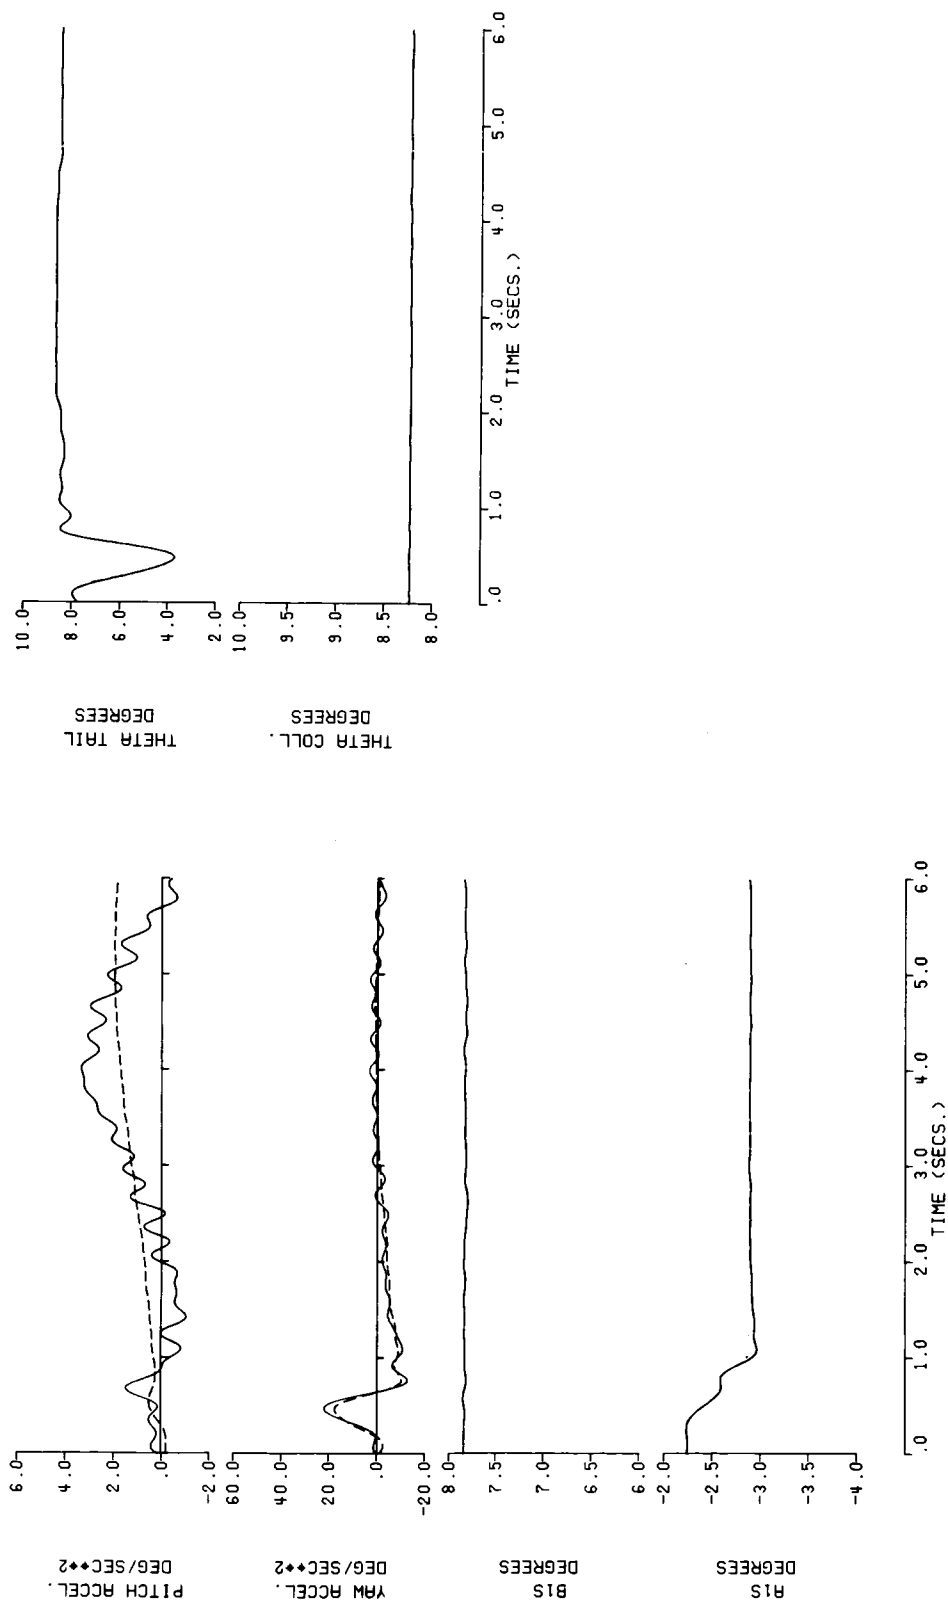 PITCH ACCEL.
DEG/SEC**2
6.0
4.0
2.0
.0
-2.0
YAW ACCEL.
DEG/SEC**2
60.0
20.0
.0
-20.0
B1S
DEGREES
8.0
7.5
7.0
6.5
6.0
A1S
DEGREES
-2.0
-2.5
-3.0
-4.0
.0 1.0 2.0 3.0 4.0 5.0 6.0
TIME (SECS.)
THETA TAIL
DEGREES
10.0
8.0
6.0
4.0
2.0
THETA COLL.
DEGREES
10.0
9.5
9.0
8.5
8.0
.0 1.0 2.0 3.0 4.0 5.0 6.0
TIME (SECS.)